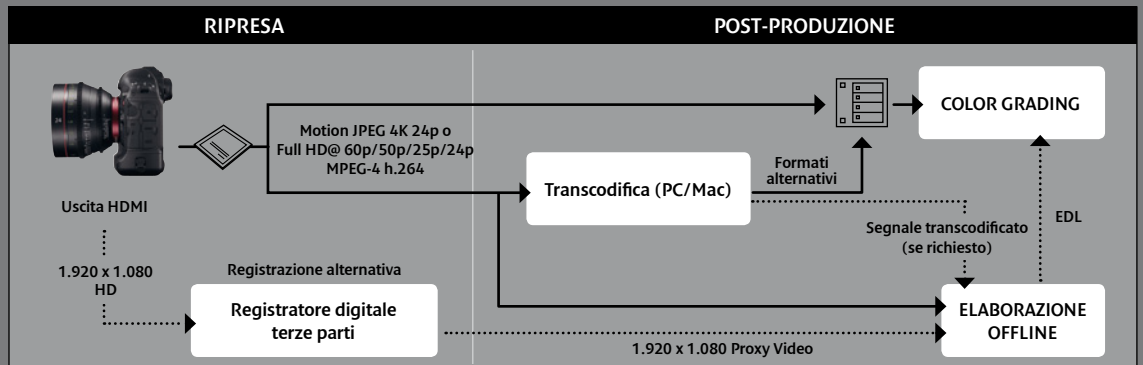 RIPRESA
POST-PRODUZIONE
COLOR GRADING
Motion JPEG 4K 24p o
Full HD@ 60p/50p/25p/24p
MPEG-4 h.264
Transcodifica (PC/Mac)
Formati
alternativi
Uscita HDMI
Segnale transcodificato
(se richiesto)
EDL
1.920 x 1.080
HD
Registrazione alternativa
Registratore digitale
terze parti
ELABORAZIONE
OFFLINE
1.920 x 1.080 Proxy Video